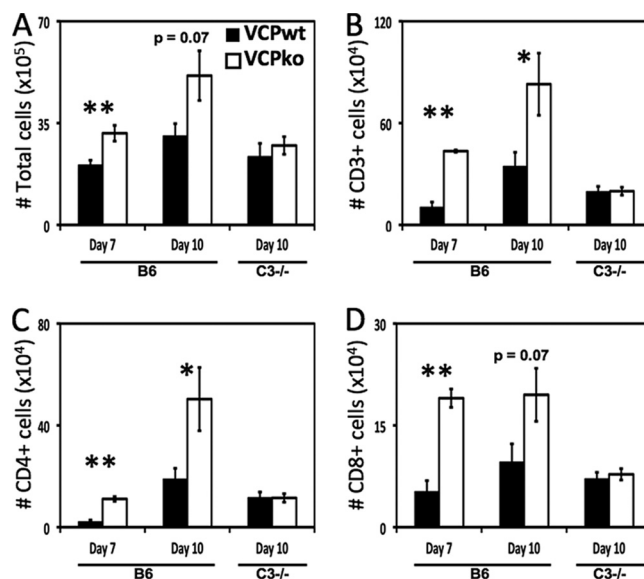 A
# Total cells (x10⁵)
70
35
0
p = 0.07
**
VCPwt
VCPko
Day 7
Day 10
Day 10
B6
C3-/-
B
# CD3+ cells (x10⁴)
120
60
0
**
*
Day 7
Day 10
Day 10
B6
C3-/-
C
# CD4+ cells (x10⁴)
80
40
0
**
*
Day 7
Day 10
Day 10
B6
C3-/-
D
# CD8+ cells (x10⁴)
30
15
0
**
p = 0.07
Day 7
Day 10
Day 10
B6
C3-/-